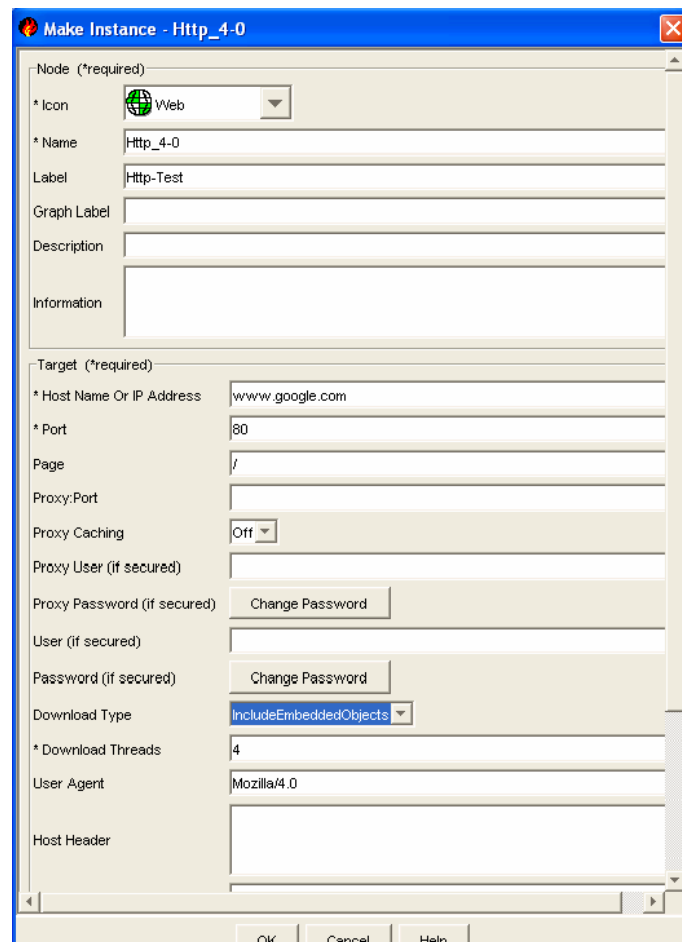 Make Instance - Http_4-0
Node (*required)
* Icon Web
* Name Http_4-0
Label Http-Test
Graph Label
Description
Information
Target (*required)
* Host Name Or IP Address www.google.com
* Port 80
Page /
Proxy:Port
Proxy Caching Off
Proxy User (if secured)
Proxy Password (if secured) Change Password
User (if secured)
Password (if secured) Change Password
Download Type IncludeEmbeddedObjects
* Download Threads 4
User Agent Mozilla/4.0
Host Header
OK Cancel Help